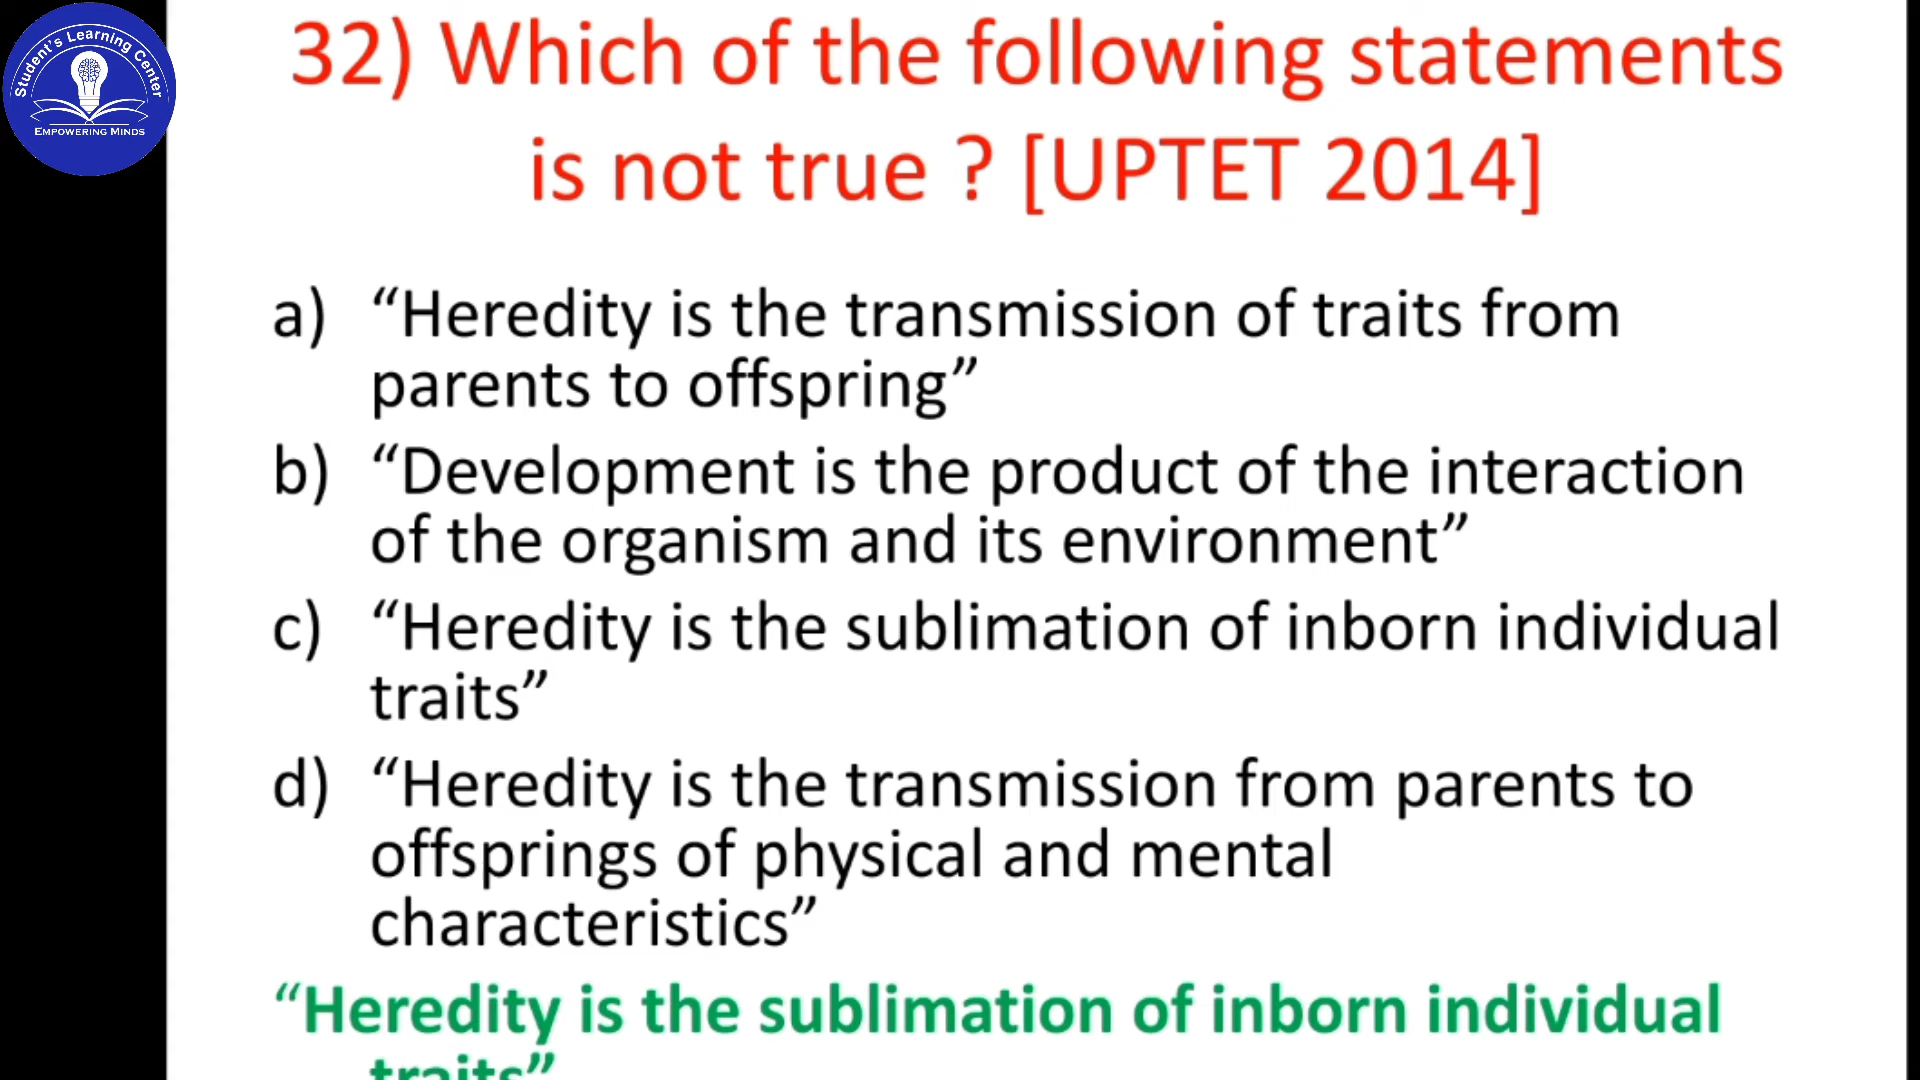 Student's Learning Center
EMPOWERING MINDS
32) Which of the following statements
is not true ? [UPTET 2014]
a) “Heredity is the transmission of traits from
parents to offspring”
b) “Development is the product of the interaction
of the organism and its environment”
c) “Heredity is the sublimation of inborn individual
traits”
d) “Heredity is the transmission from parents to
offsprings of physical and mental
characteristics”
“Heredity is the sublimation of inborn individual
traits”